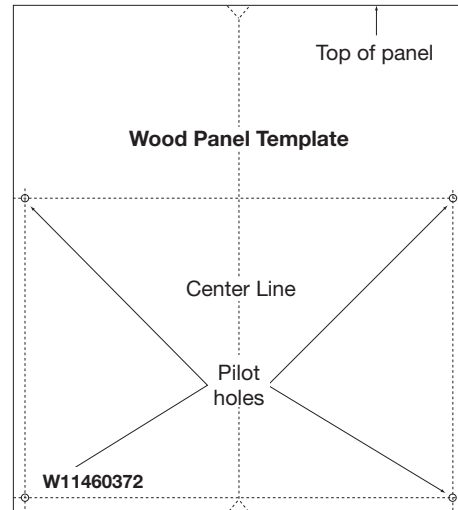 Top of panel
Wood Panel Template
Center Line
Pilot
holes
W11460372